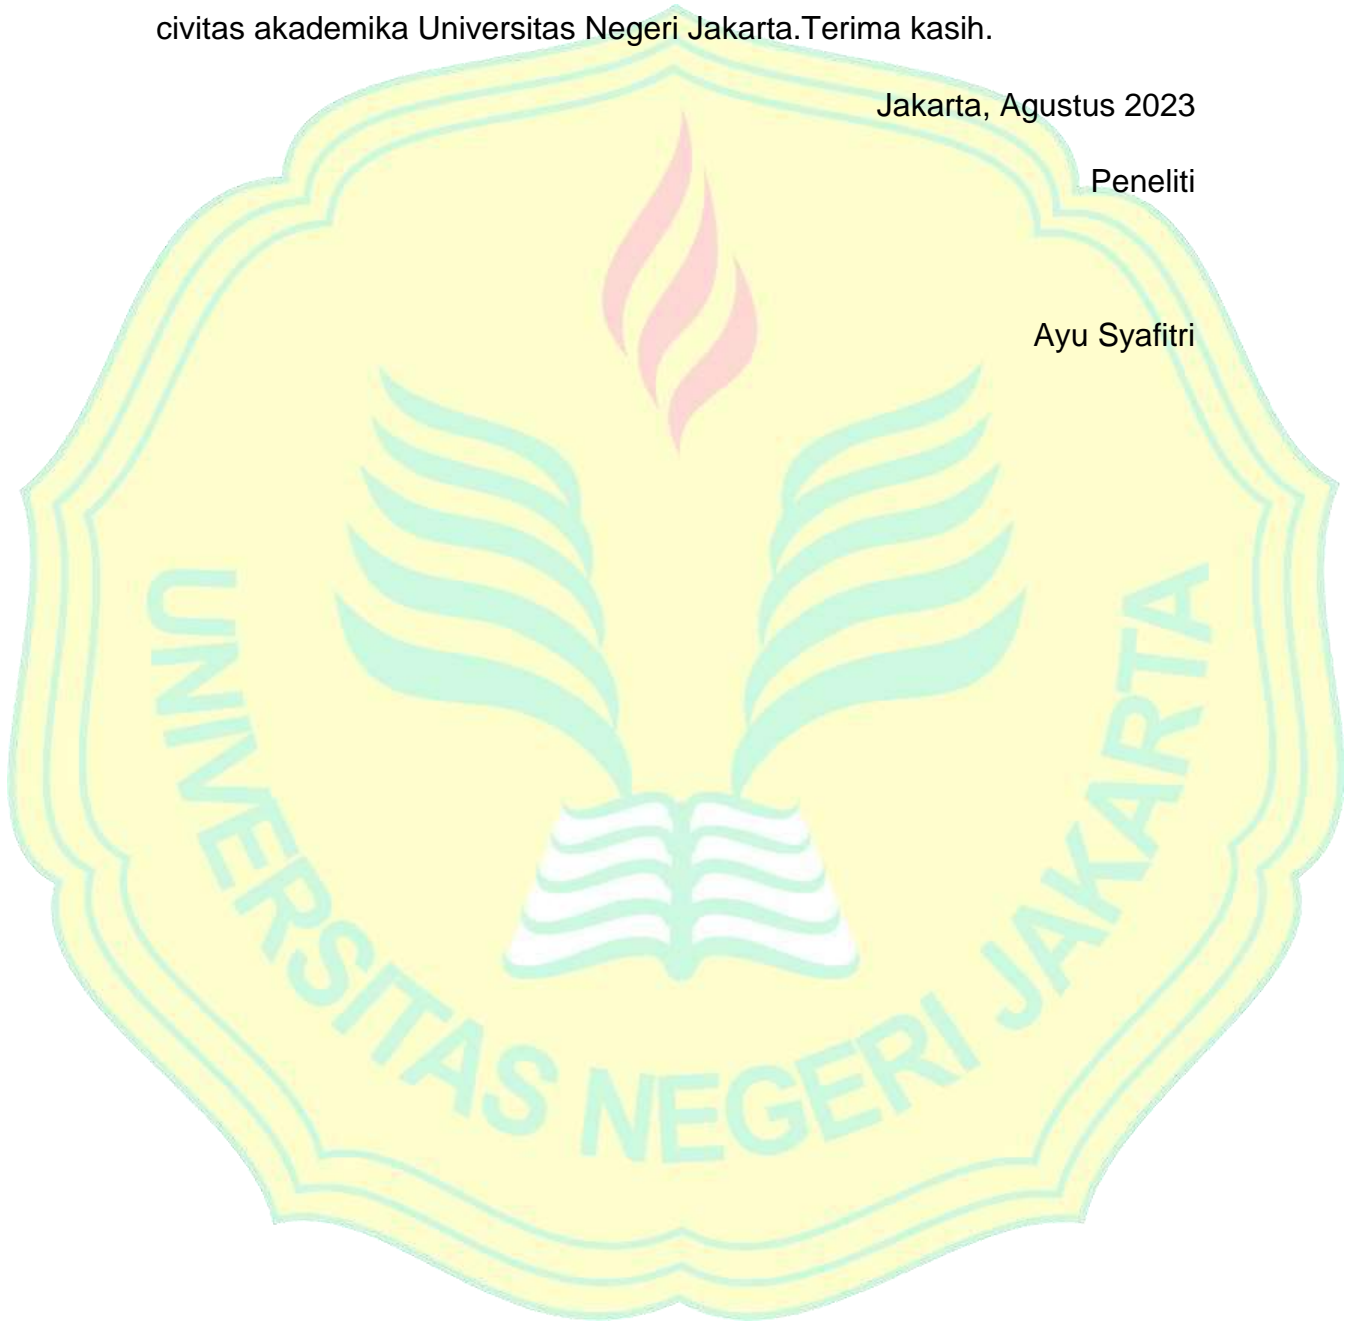 civitas akademika Universitas Negeri Jakarta.Terima kasih.
Jakarta, Agustus 2023
Peneliti
Ayu Syafitri
UNIVERSITAS NEGERI JAKARTA